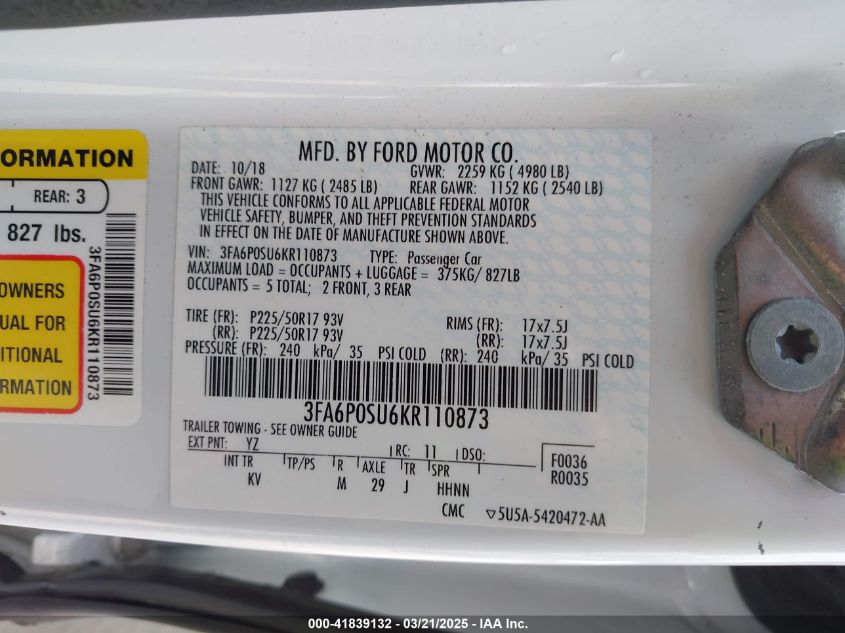 ORMATION
REAR: 3
827 lbs.
OWNERS
UAL FOR
ITIONAL
ORMATION
3FA6P0SU6KR110873
MFD. BY FORD MOTOR CO.
DATE: 10/18 GVWR: 2259 KG ( 4980 LB)
FRONT GAWR: 1127 KG ( 2485 LB) REAR GAWR: 1152 KG ( 2540 LB)
THIS VEHICLE CONFORMS TO ALL APPLICABLE FEDERAL MOTOR
VEHICLE SAFETY, BUMPER, AND THEFT PREVENTION STANDARDS
IN EFFECT ON THE DATE OF MANUFACTURE SHOWN ABOVE.
VIN: 3FA6P0SU6KR110873 TYPE: Passenger Car
MAXIMUM LOAD = OCCUPANTS + LUGGAGE = 375KG/ 827LB
OCCUPANTS = 5 TOTAL; 2 FRONT, 3 REAR
TIRE (FR): P225/50R17 93V RIMS (FR): 17x7.5J
(RR): P225/50R17 93V (RR): 17x7.5J
PRESSURE (FR): 240 kPa/ 35 PSI COLD (RR): 240 kPa/ 35 PSI COLD
3FA6P0SU6KR110873
TRAILER TOWING - SEE OWNER GUIDE
EXT PNT: YZ RC: 11 DSO:
F0036
R0035
INT TR TP/PS R AXLE TR SPR
KV M 29 J HHNN
CMC ▽5U5A-5420472-AA
000-41839132 — 03/21/2025 — IAA Inc.